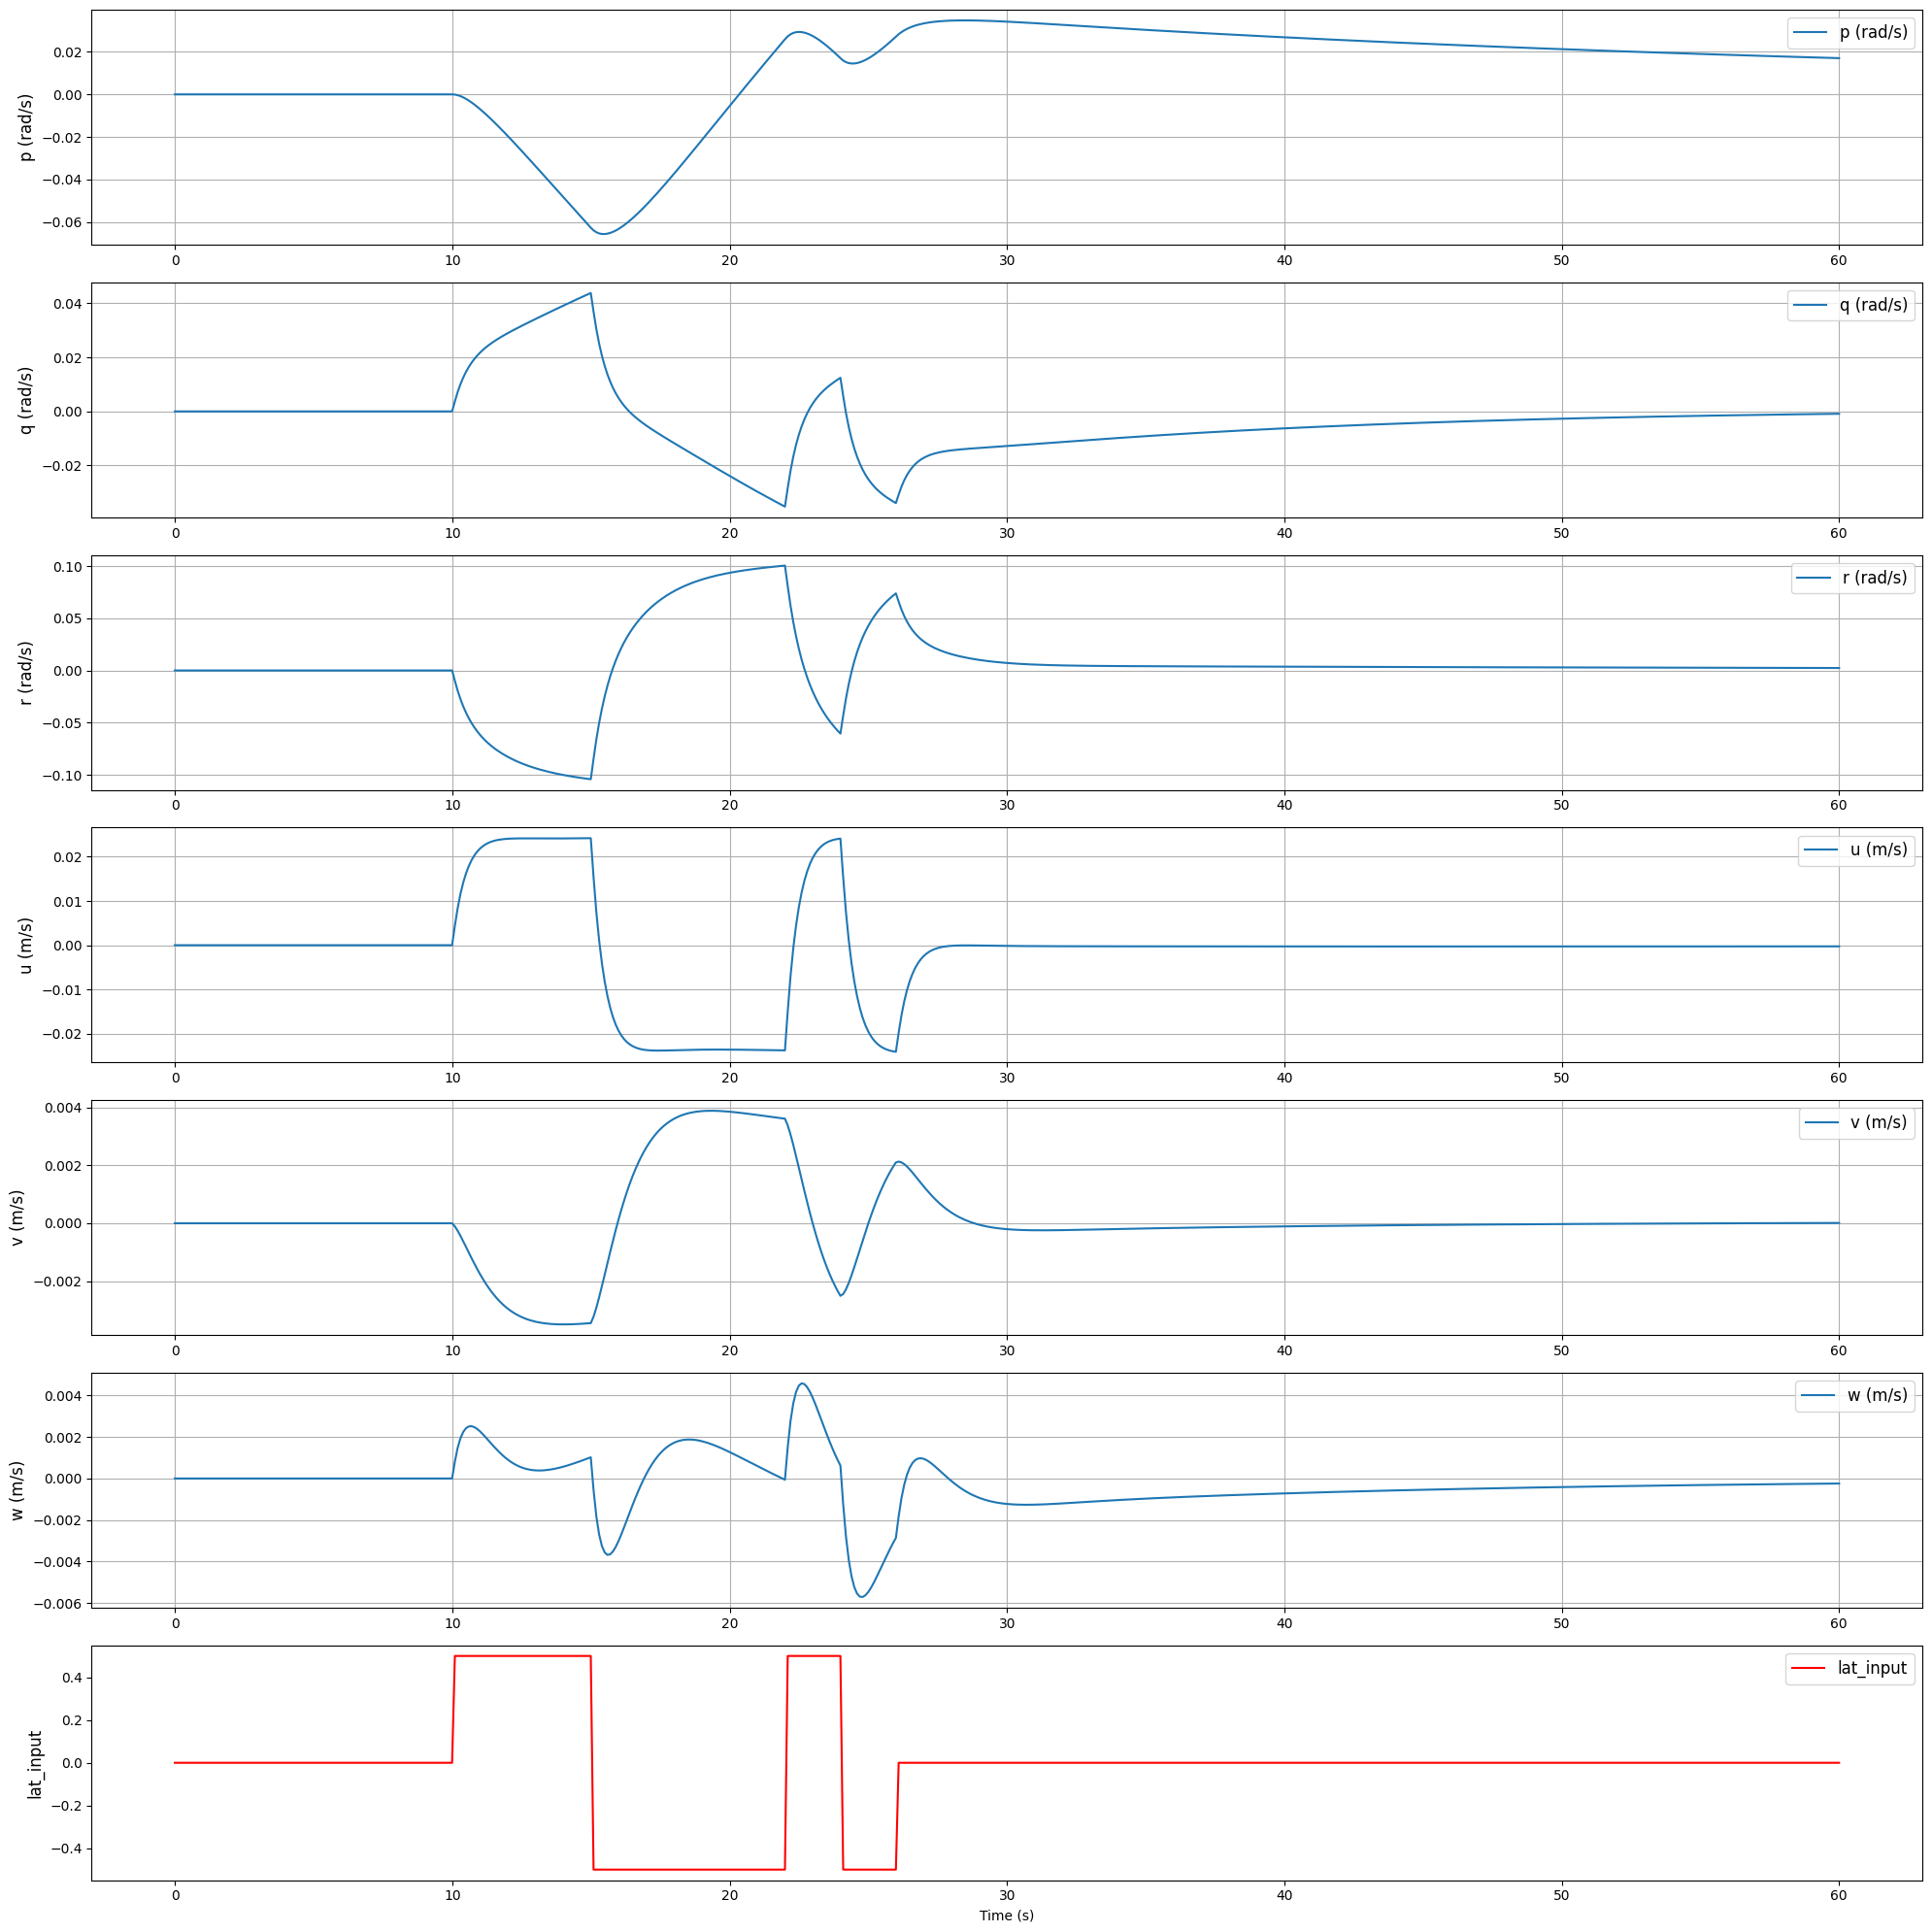 p (rad/s)
p (rad/s)
0.02
0.00
−0.02
−0.04
−0.06
0 10 20 30 40 50 60
q (rad/s)
q (rad/s)
0.04
0.02
0.00
−0.02
0 10 20 30 40 50 60
r (rad/s)
r (rad/s)
0.10
0.05
0.00
−0.05
−0.10
0 10 20 30 40 50 60
u (m/s)
u (m/s)
0.02
0.01
0.00
−0.01
−0.02
0 10 20 30 40 50 60
v (m/s)
v (m/s)
0.004
0.002
0.000
−0.002
0 10 20 30 40 50 60
w (m/s)
w (m/s)
0.004
0.002
0.000
−0.002
−0.004
−0.006
0 10 20 30 40 50 60
lat_input
lat_input
0.4
0.2
0.0
−0.2
−0.4
0 10 20 30 40 50 60
Time (s)